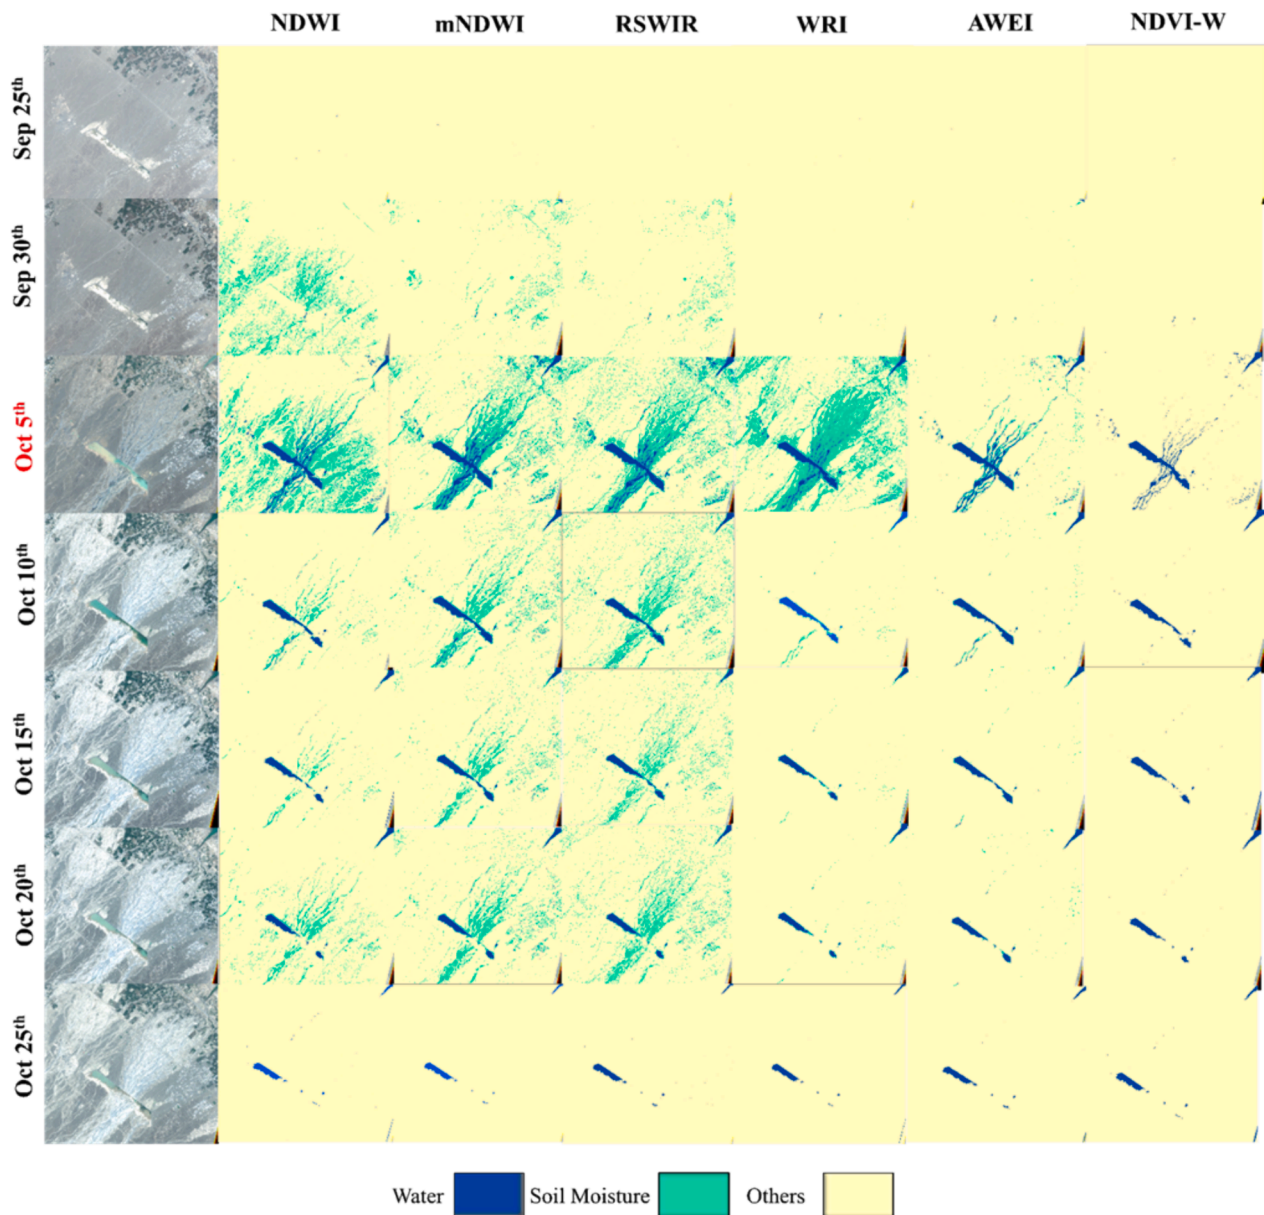 NDWI mNDWI RSWIR WRI AWEI NDVI-W
Sep 25th
Sep 30th
Oct 5th
Oct 10th
Oct 15th
Oct 20th
Oct 25th
Water Soil Moisture Others